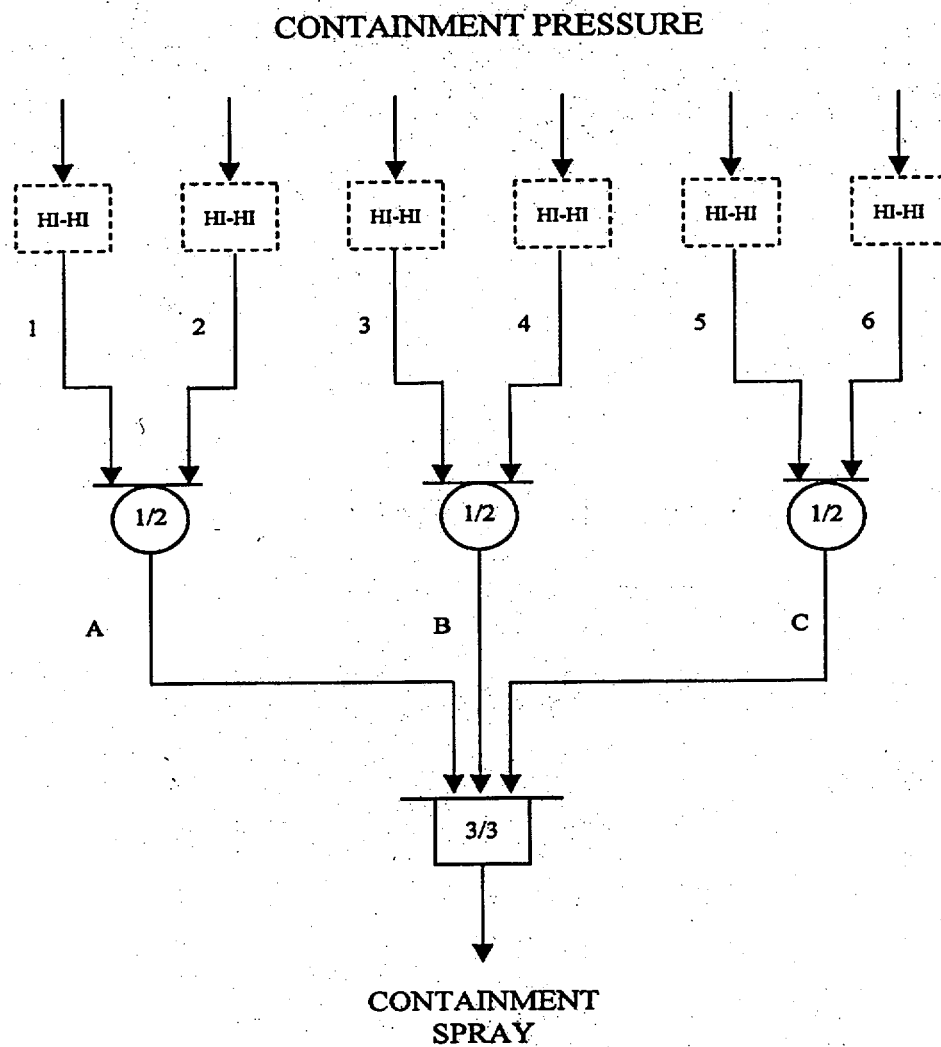 CONTAINMENT PRESSURE
HI-HI HI-HI HI-HI HI-HI HI-HI HI-HI
1 2 3 4 5 6
1/2 1/2 1/2
A B C
3/3
CONTAINMENT
SPRAY